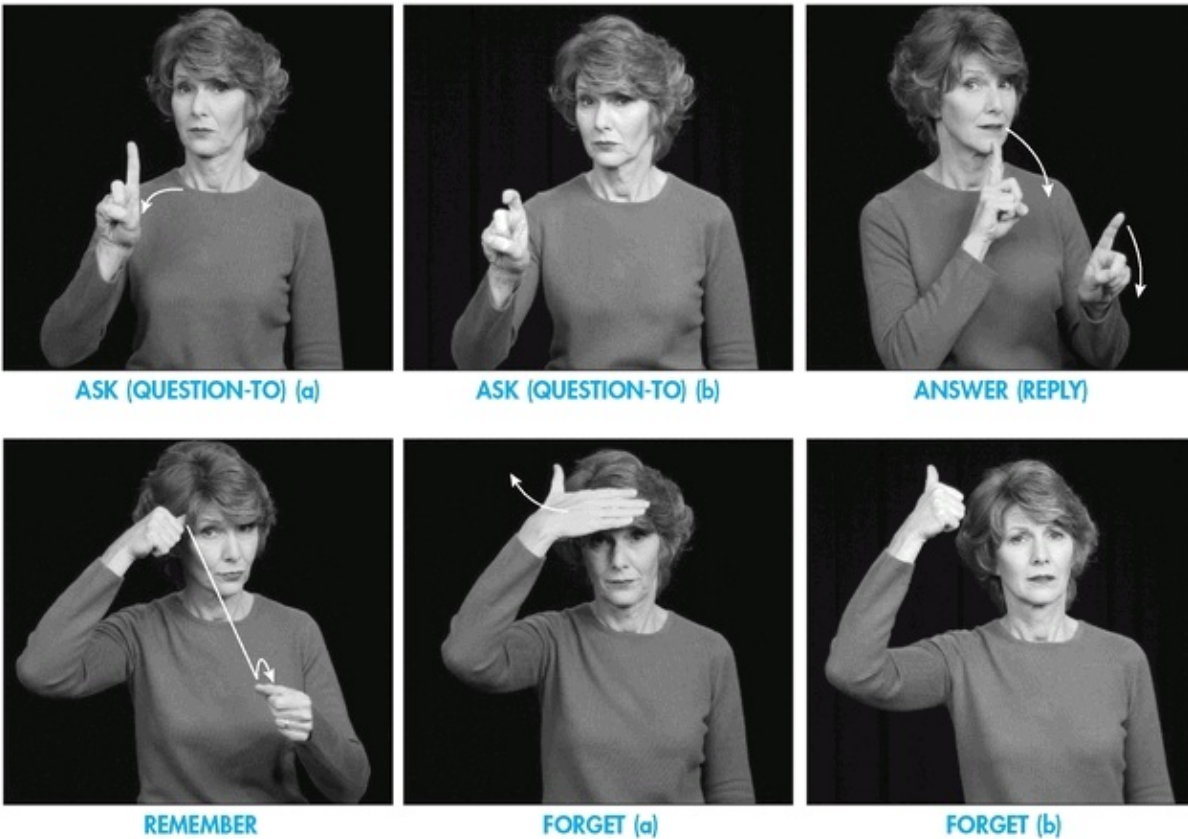 ASK (QUESTION-TO) (a)
ASK (QUESTION-TO) (b)
ANSWER (REPLY)
REMEMBER
FORGET (a)
FORGET (b)